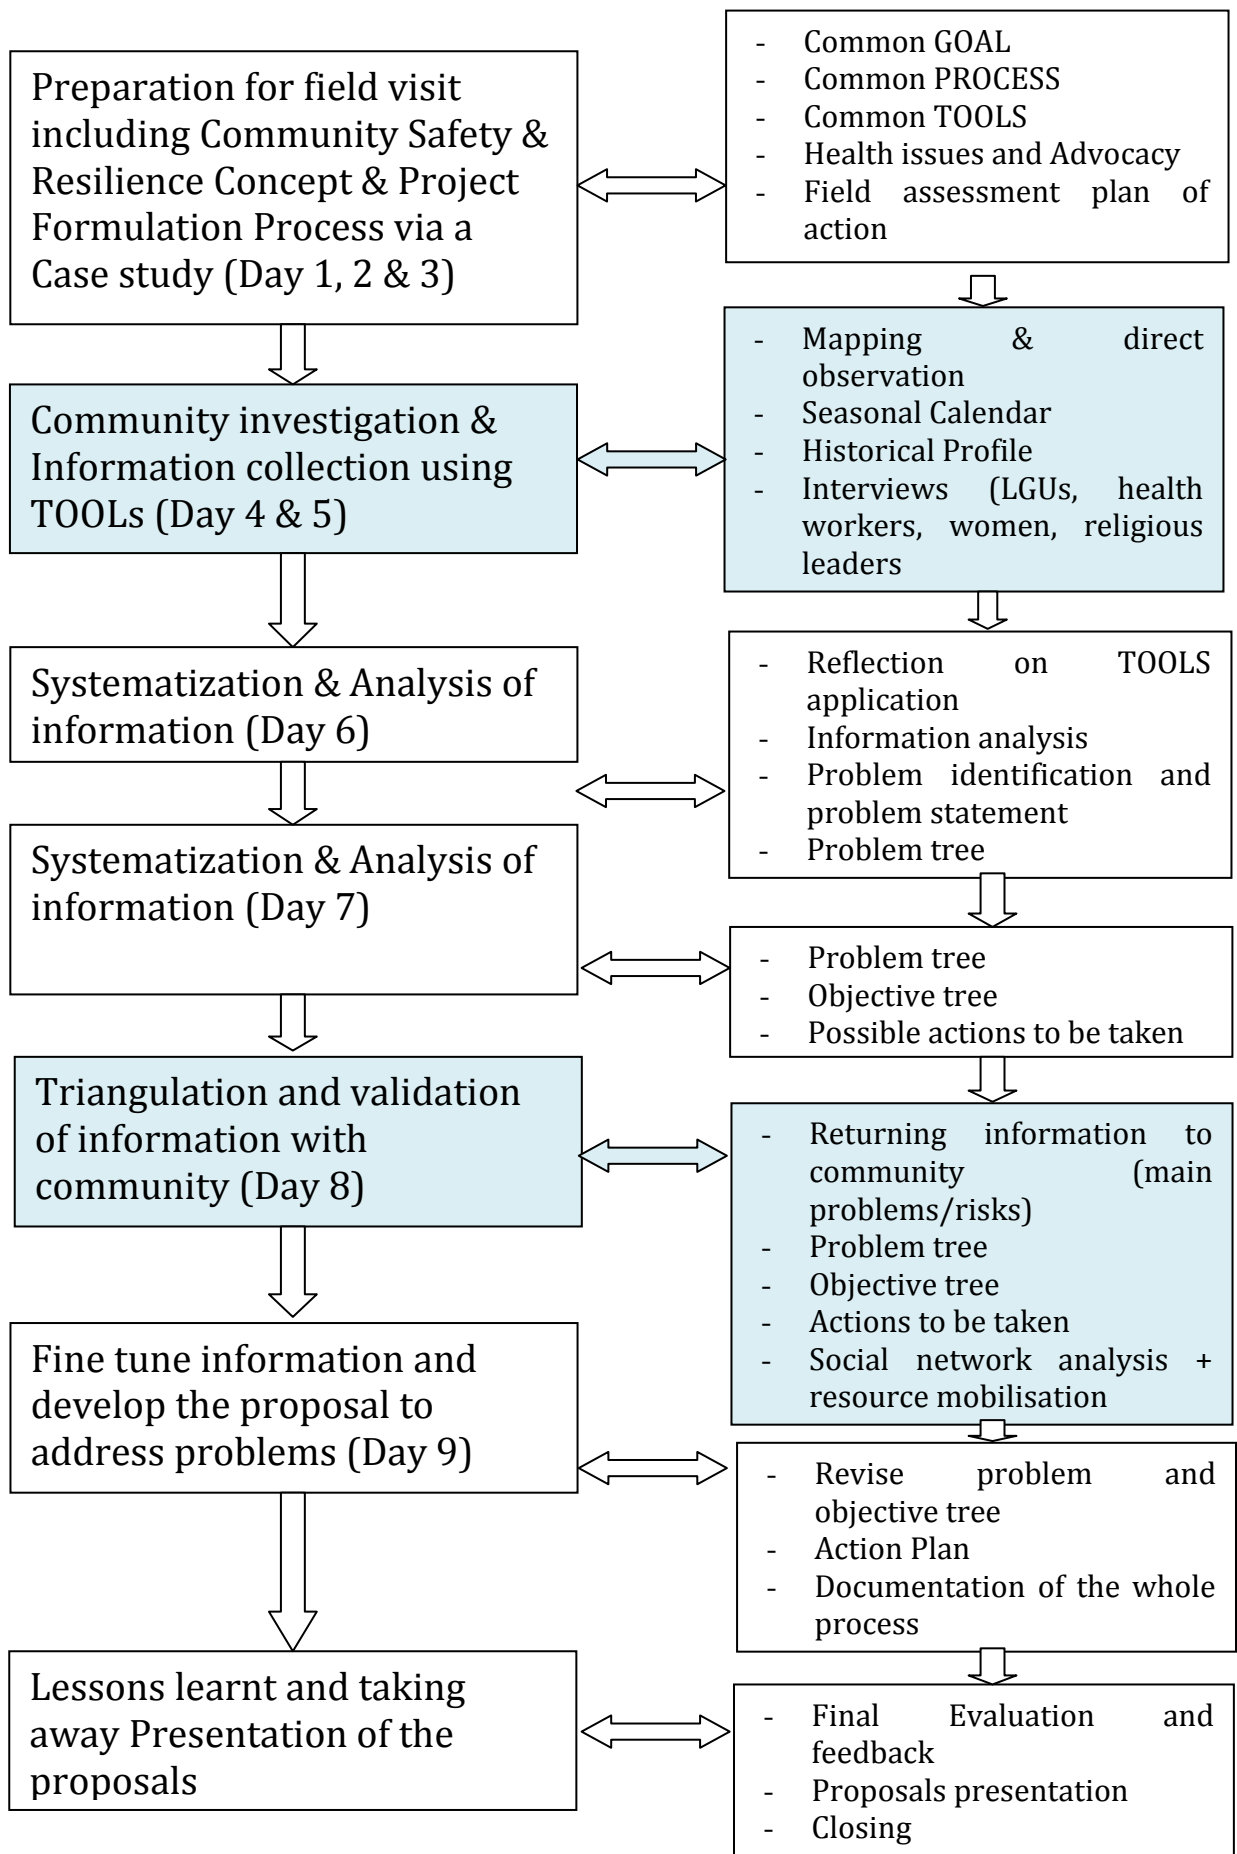 Preparation for field visit
including Community Safety &
Resilience Concept & Project
Formulation Process via a
Case study (Day 1, 2 & 3)
- Common GOAL
- Common PROCESS
- Common TOOLS
- Health issues and Advocacy
- Field assessment plan of
action
Community investigation &
Information collection using
TOOLs (Day 4 & 5)
- Mapping & direct
observation
- Seasonal Calendar
- Historical Profile
- Interviews (LGUs, health
workers, women, religious
leaders
Systematization & Analysis of
information (Day 6)
- Reflection on TOOLS
application
- Information analysis
- Problem identification and
problem statement
- Problem tree
Systematization & Analysis of
information (Day 7)
- Problem tree
- Objective tree
- Possible actions to be taken
Triangulation and validation
of information with
community (Day 8)
- Returning information to
community (main
problems/risks)
- Problem tree
- Objective tree
- Actions to be taken
- Social network analysis +
resource mobilisation
Fine tune information and
develop the proposal to
address problems (Day 9)
- Revise problem and
objective tree
- Action Plan
- Documentation of the whole
process
Lessons learnt and taking
away Presentation of the
proposals
- Final Evaluation and
feedback
- Proposals presentation
- Closing